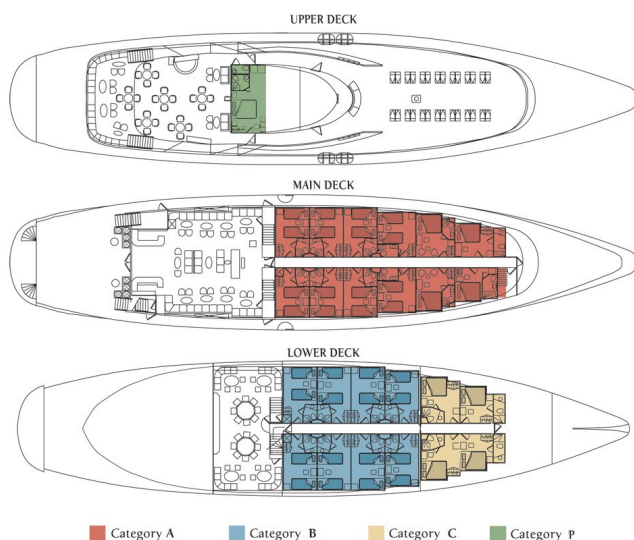 UPPER DECK
MAIN DECK
LOWER DECK
Category A
Category B
Category C
Category P